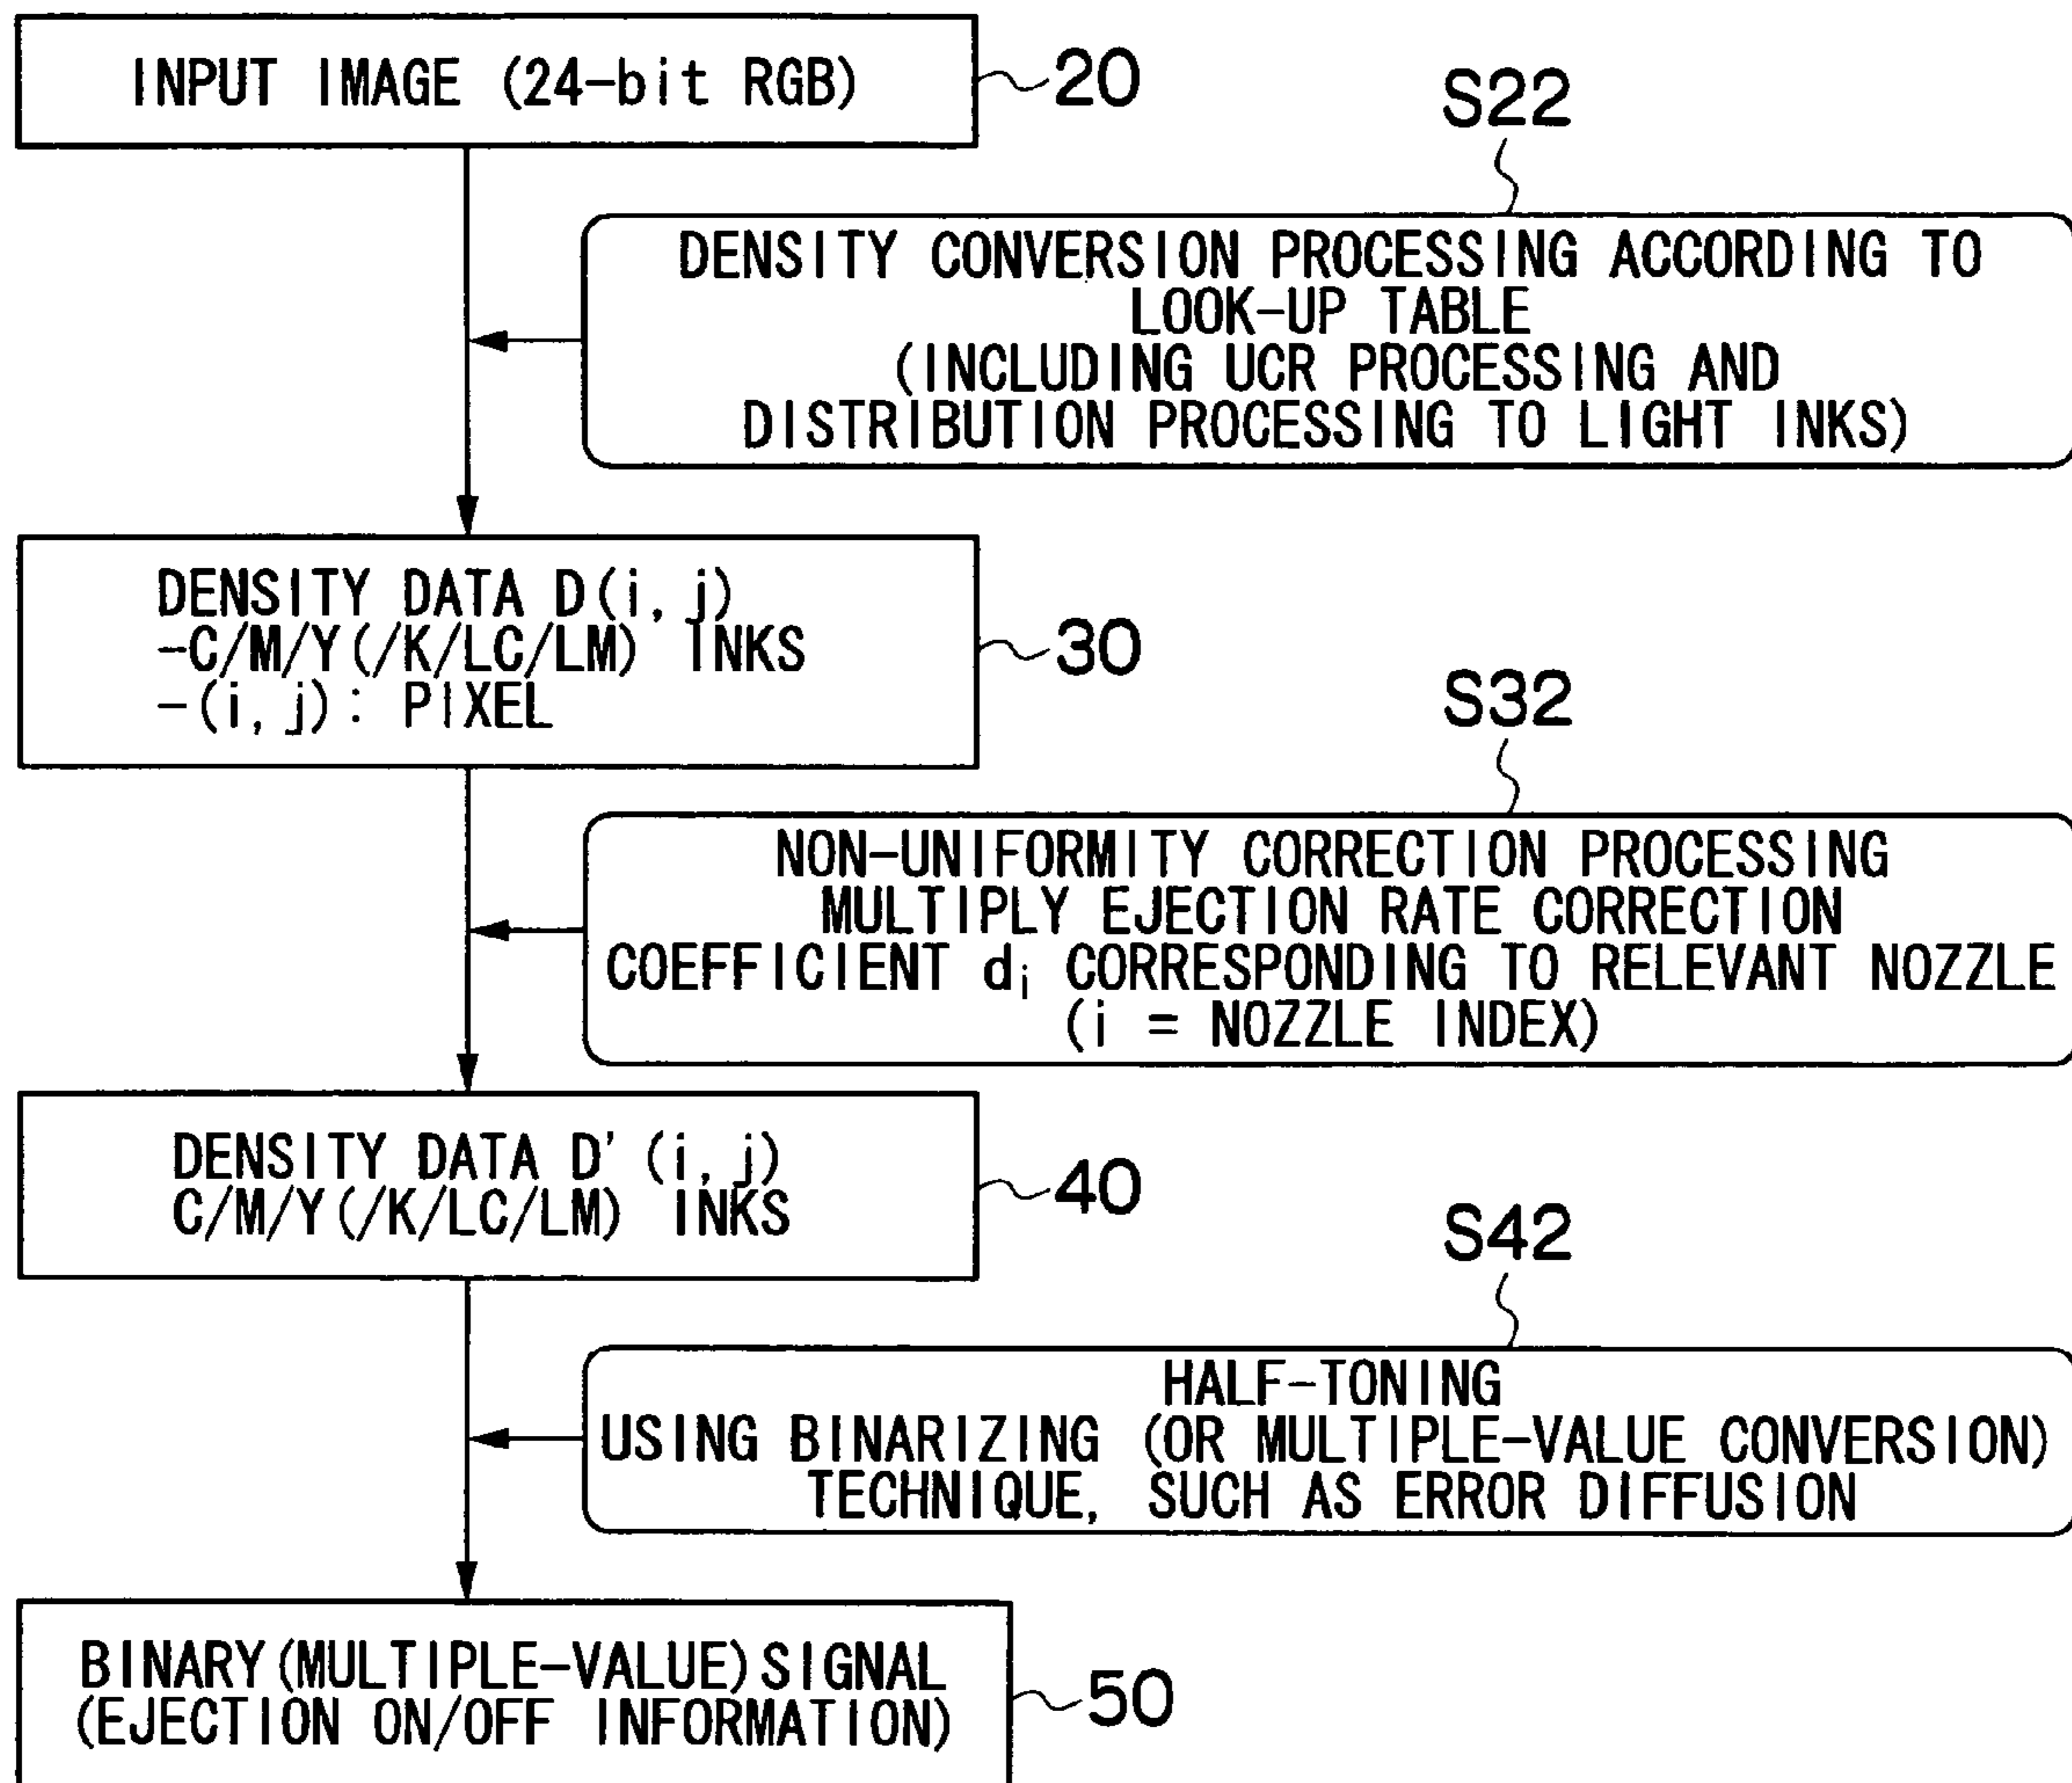 INPUT IMAGE (24-bit RGB)
20
S22
DENSITY CONVERSION PROCESSING ACCORDING TO
LOOK-UP TABLE
(INCLUDING UCR PROCESSING AND
DISTRIBUTION PROCESSING TO LIGHT INKS)
DENSITY DATA D(i, j)
-C/M/Y(/K/LC/LM) INKS
-(i, j): PIXEL
30
S32
NON-UNIFORMITY CORRECTION PROCESSING
MULTIPLY EJECTION RATE CORRECTION
COEFFICIENT di CORRESPONDING TO RELEVANT NOZZLE
(i = NOZZLE INDEX)
DENSITY DATA D'(i, j)
C/M/Y(/K/LC/LM) INKS
40
S42
HALF-TONING
USING BINARIZING (OR MULTIPLE-VALUE CONVERSION)
TECHNIQUE, SUCH AS ERROR DIFFUSION
BINARY(MULTIPLE-VALUE)SIGNAL
(EJECTION ON/OFF INFORMATION)
50